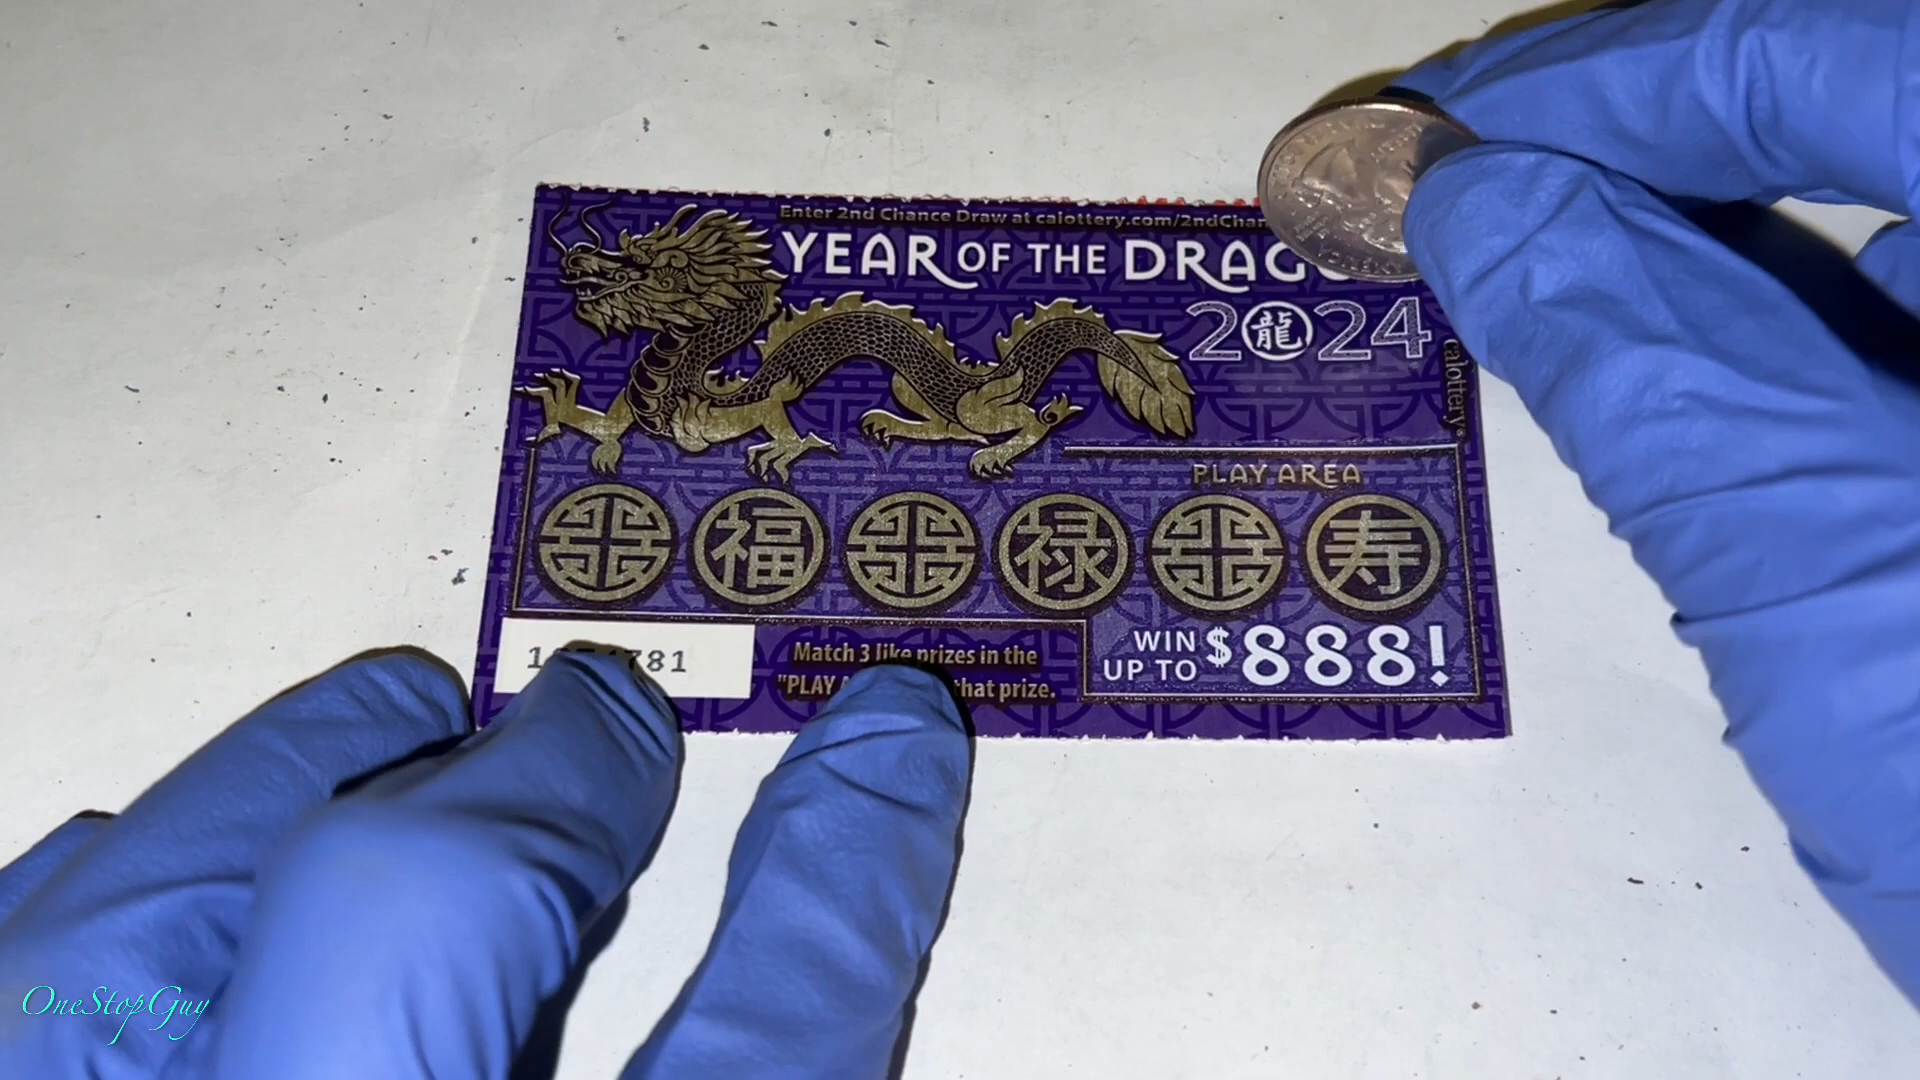 Enter 2nd Chance Draw at calottery.com/2ndChan
YEAR OF THE DRAG
2龍24
calottery
PLAY AREA
福 禄 寿
781
Match 3 like prizes in the
"PLAY that prize.
WIN UP TO $888!
OneStopGuy